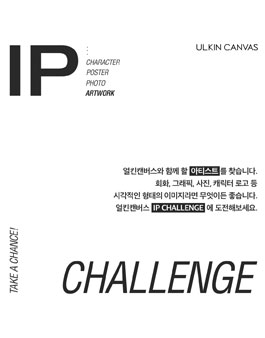 IP
:
CHARACTER
POSTER
PHOTO
ARTWORK
ULKIN CANVAS
얼킨캔버스와 함께 할 아티스트를 찾습니다.
회화, 그래픽, 사진, 캐릭터 로고 등
시각적인 형태의 이미지라면 무엇이든 좋습니다.
얼킨캔버스 IP CHALLENGE 에 도전해보세요.
TAKE A CHANCE!
CHALLENGE